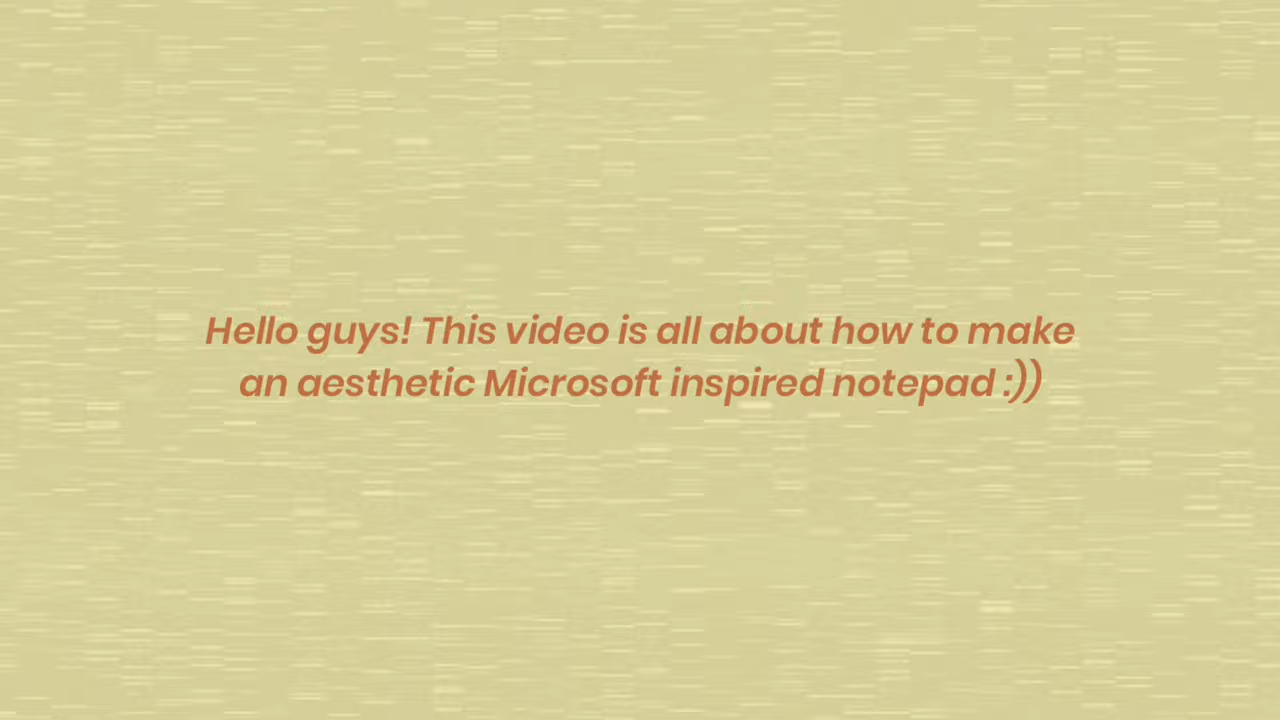 Hello guys! This video is all about how to make
an aesthetic Microsoft inspired notepad :))